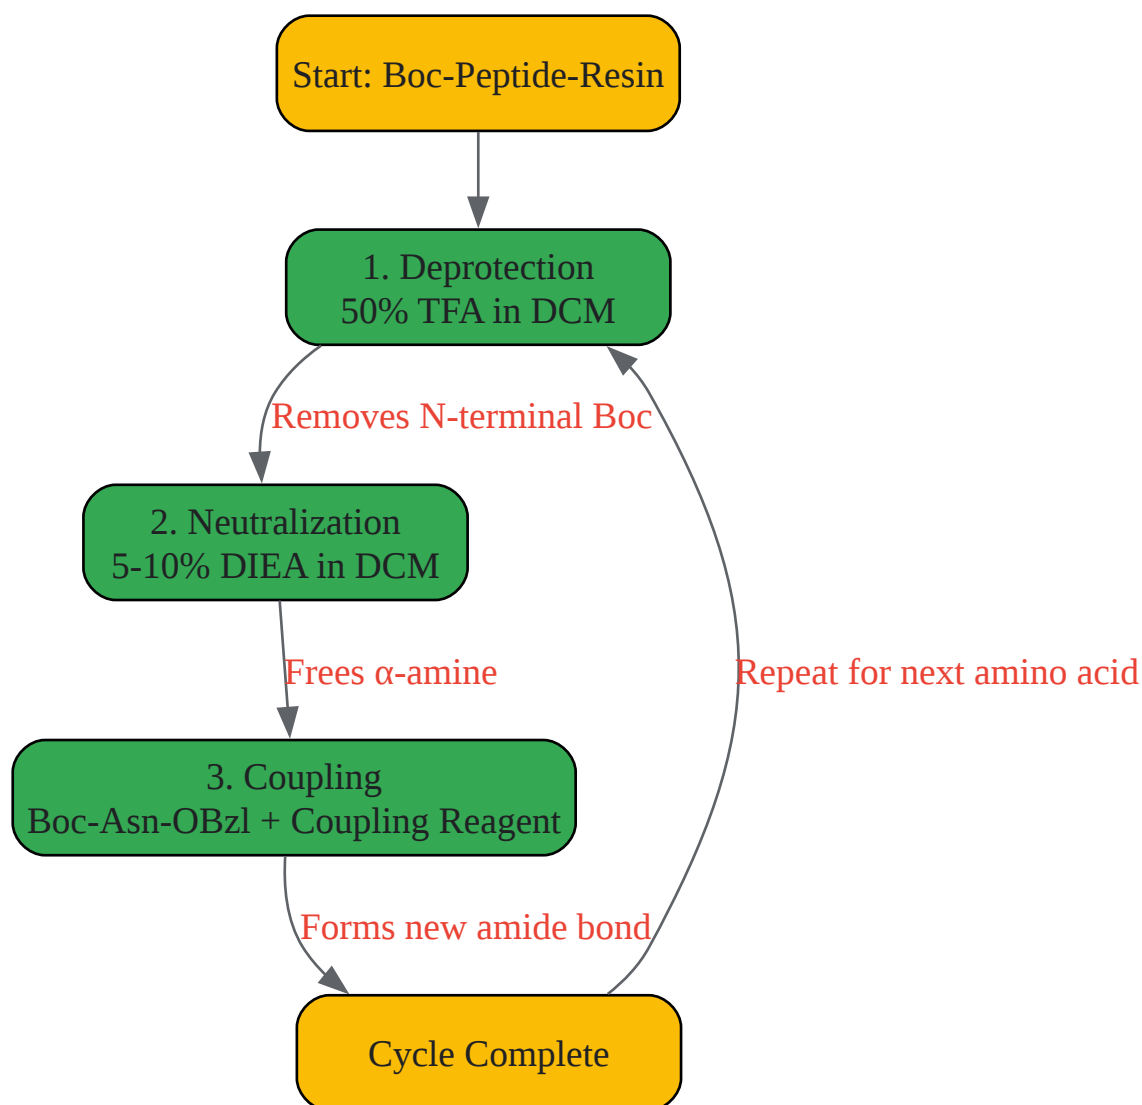 Start: Boc-Peptide-Resin
1. Deprotection
50% TFA in DCM
Removes N-terminal Boc
2. Neutralization
5-10% DIEA in DCM
Frees α-amine
Repeat for next amino acid
3. Coupling
Boc-Asn-OBzl + Coupling Reagent
Forms new amide bond
Cycle Complete